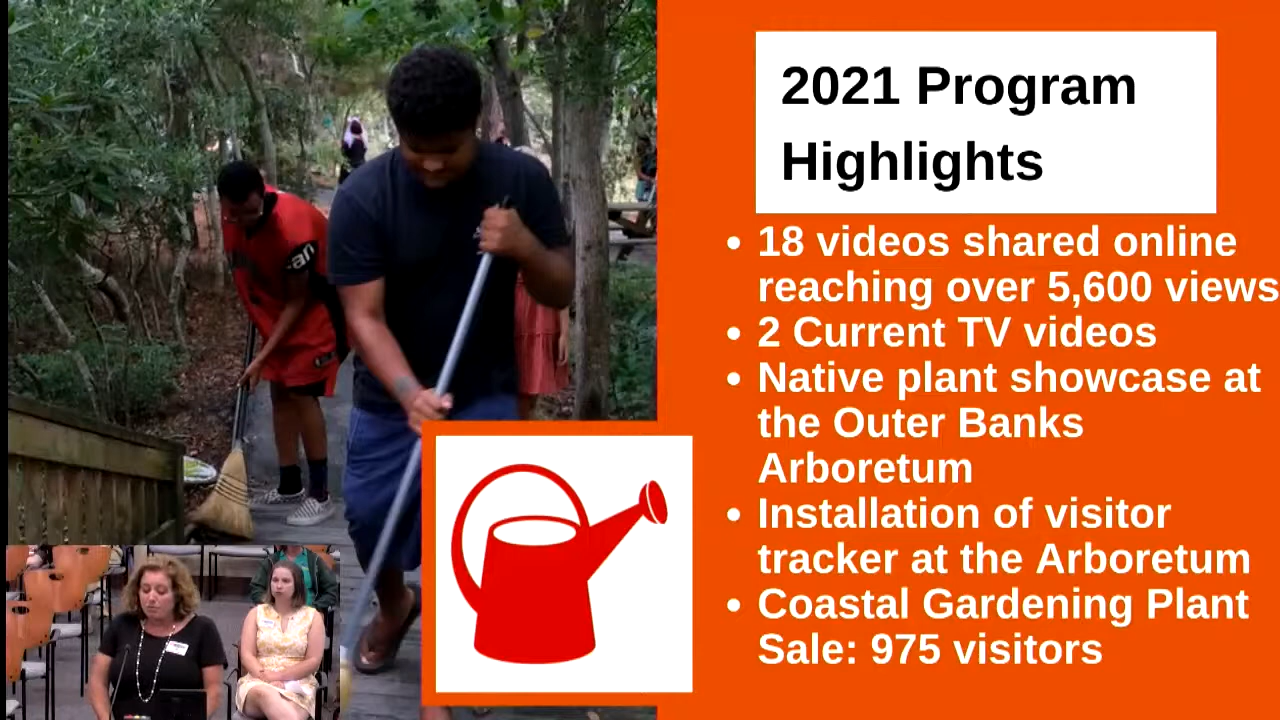 2021 Program
Highlights
• 18 videos shared online
reaching over 5,600 views
• 2 Current TV videos
• Native plant showcase at
the Outer Banks
Arboretum
• Installation of visitor
tracker at the Arboretum
• Coastal Gardening Plant
Sale: 975 visitors